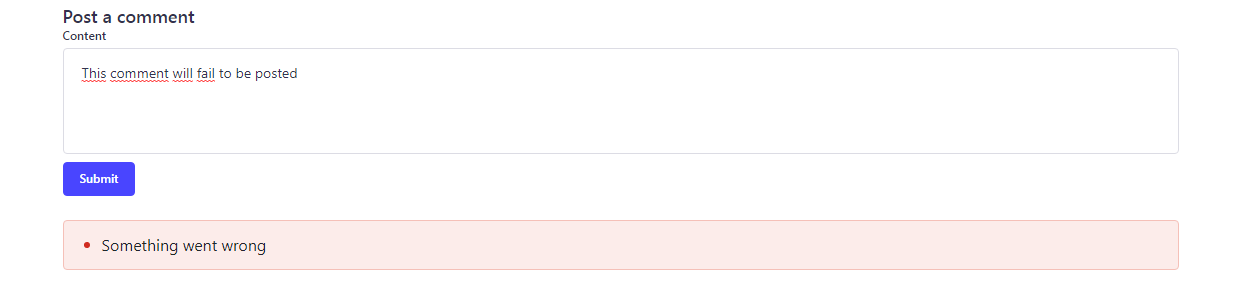 Post a comment
Content
This comment will fail to be posted
Submit
Something went wrong